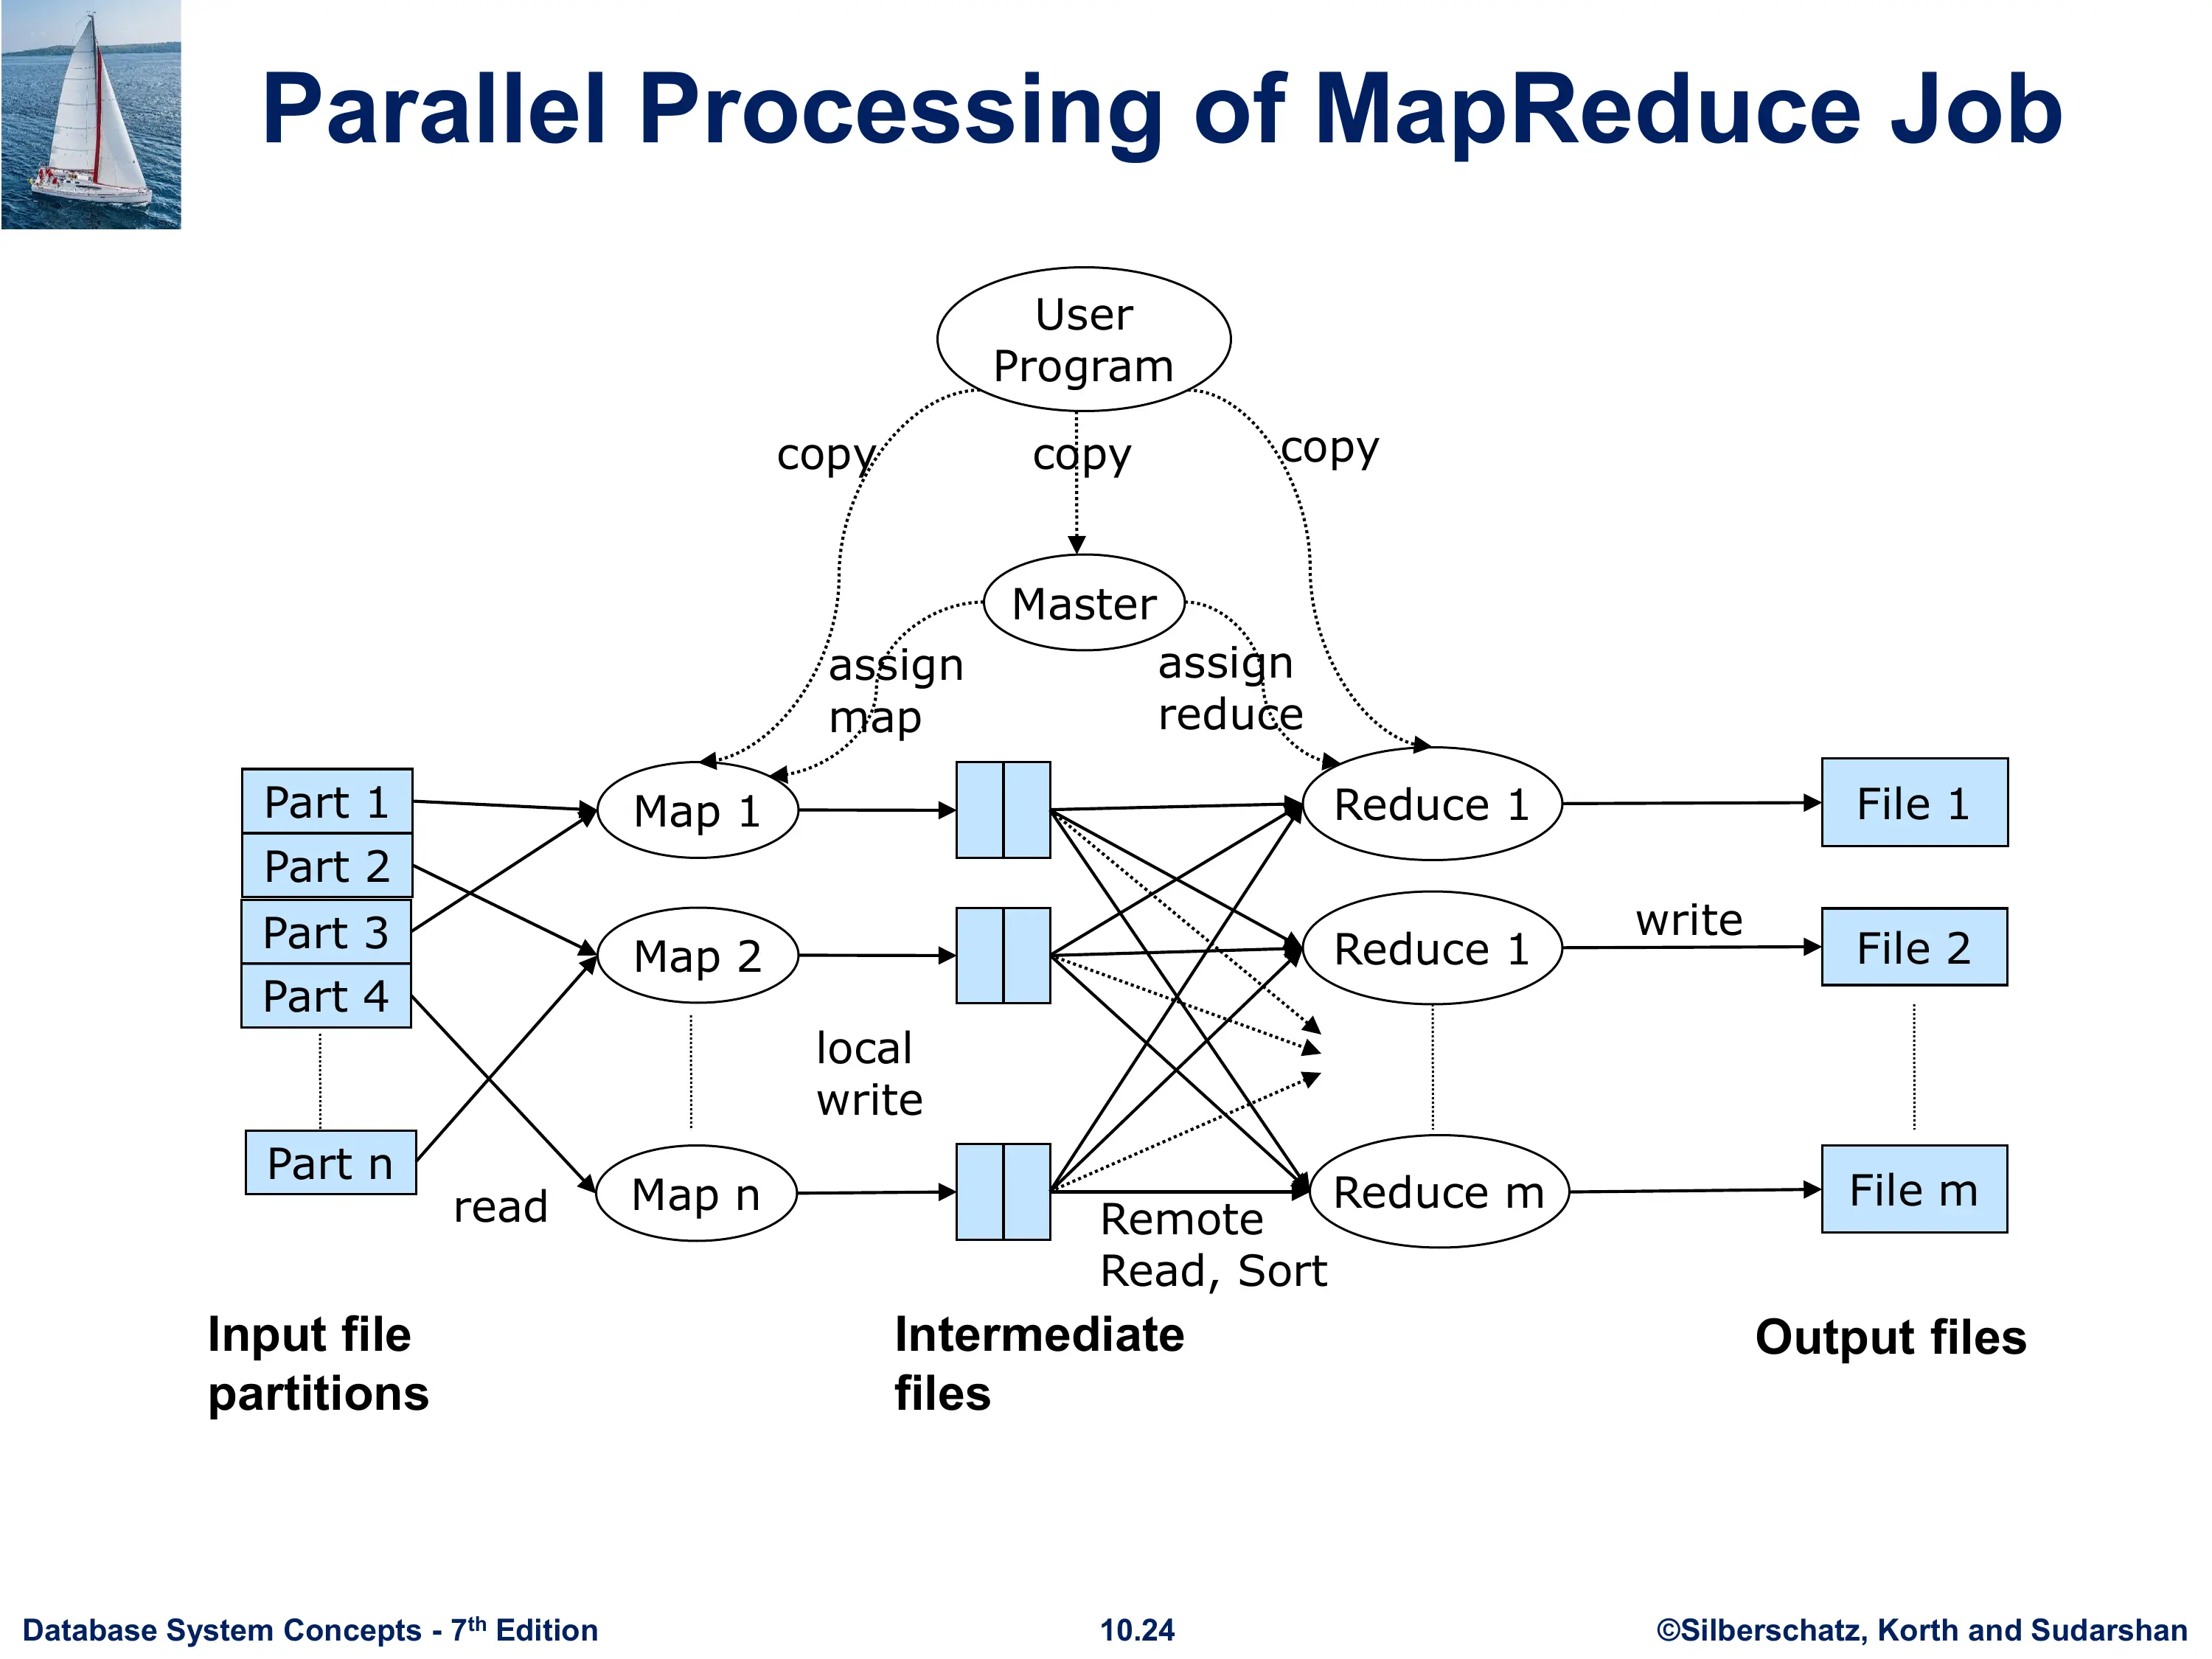 Parallel Processing of MapReduce Job
User
Program
copy
copy
copy
Master
assign
map
assign
reduce
Part 1
Part 2
Part 3
Part 4
Part n
read
Map 1
Map 2
Map n
local
write
Remote
Read, Sort
Reduce 1
Reduce 1
Reduce m
write
File 1
File 2
File m
Input file
partitions
Intermediate
files
Output files
Database System Concepts - 7th Edition
10.24
©Silberschatz, Korth and Sudarshan